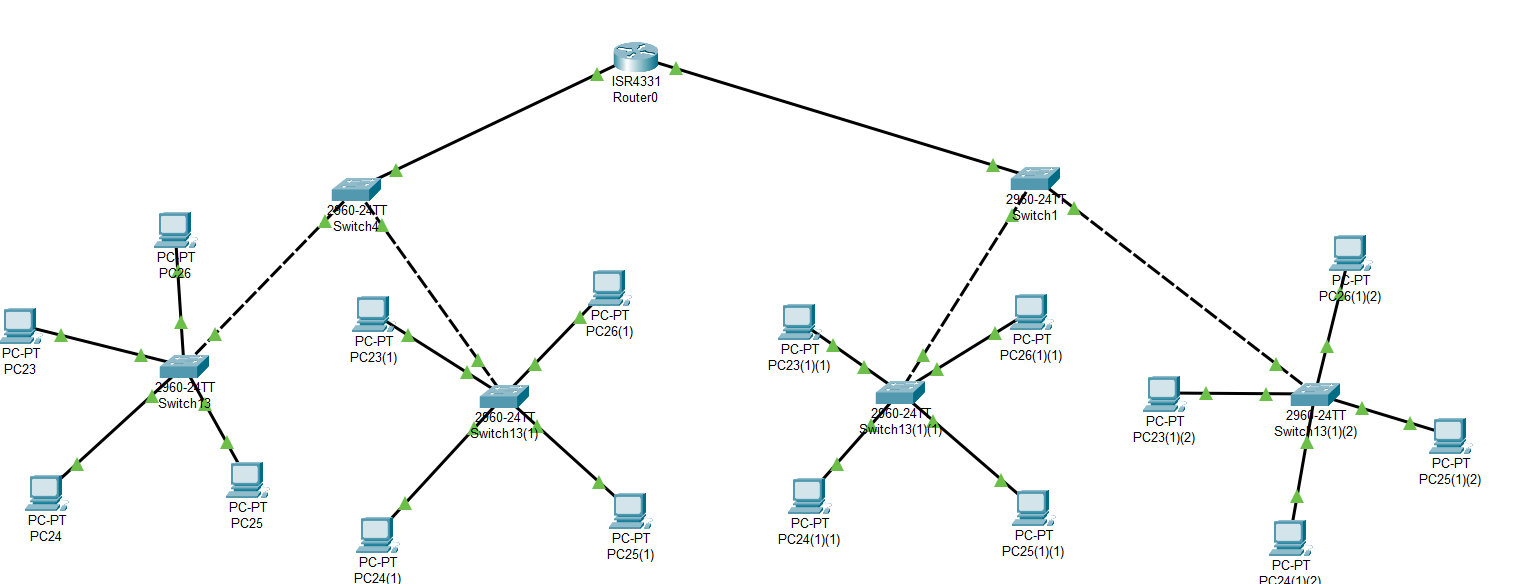 ISR4331
Router0
2960-24TT
Switch4
2960-24TT
Switch1
PC-PT
PC26
PC-PT
PC23
2960-24TT
Switch13
PC-PT
PC24
PC-PT
PC25
PC-PT
PC23(1)
PC-PT
PC26(1)
2960-24TT
Switch13(1)
PC-PT
PC24(1)
PC-PT
PC25(1)
PC-PT
PC23(1)(1)
PC-PT
PC26(1)(1)
2960-24TT
Switch13(1)(1)
PC-PT
PC24(1)(1)
PC-PT
PC25(1)(1)
PC-PT
PC26(1)(2)
PC-PT
PC23(1)(2)
2960-24TT
Switch13(1)(2)
PC-PT
PC25(1)(2)
PC-PT
PC24(1)(2)